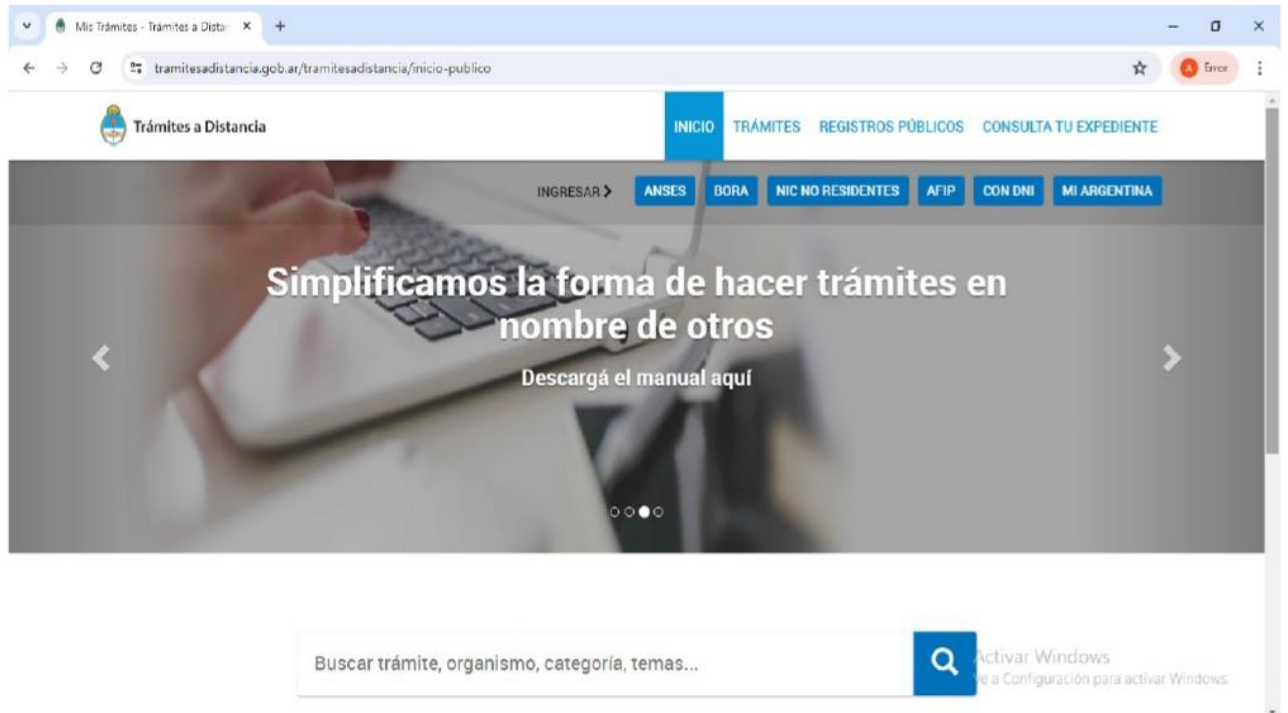 Mis Trámites - Trámites a Distan
tramitesadistancia.gob.ar/tramitesadistancia/inicio-publico
Error
Trámites a Distancia
INICIO TRÁMITES REGISTROS PÚBLICOS CONSULTA TU EXPEDIENTE
INGRESAR ANSES BORA NIC NO RESIDENTES AFIP CON DNI MI ARGENTINA
Simplificamos la forma de hacer trámites en
nombre de otros
Descargá el manual aquí
Buscar trámite, organismo, categoría, temas...
Activar Windows
Ve a Configuración para activar Windows.